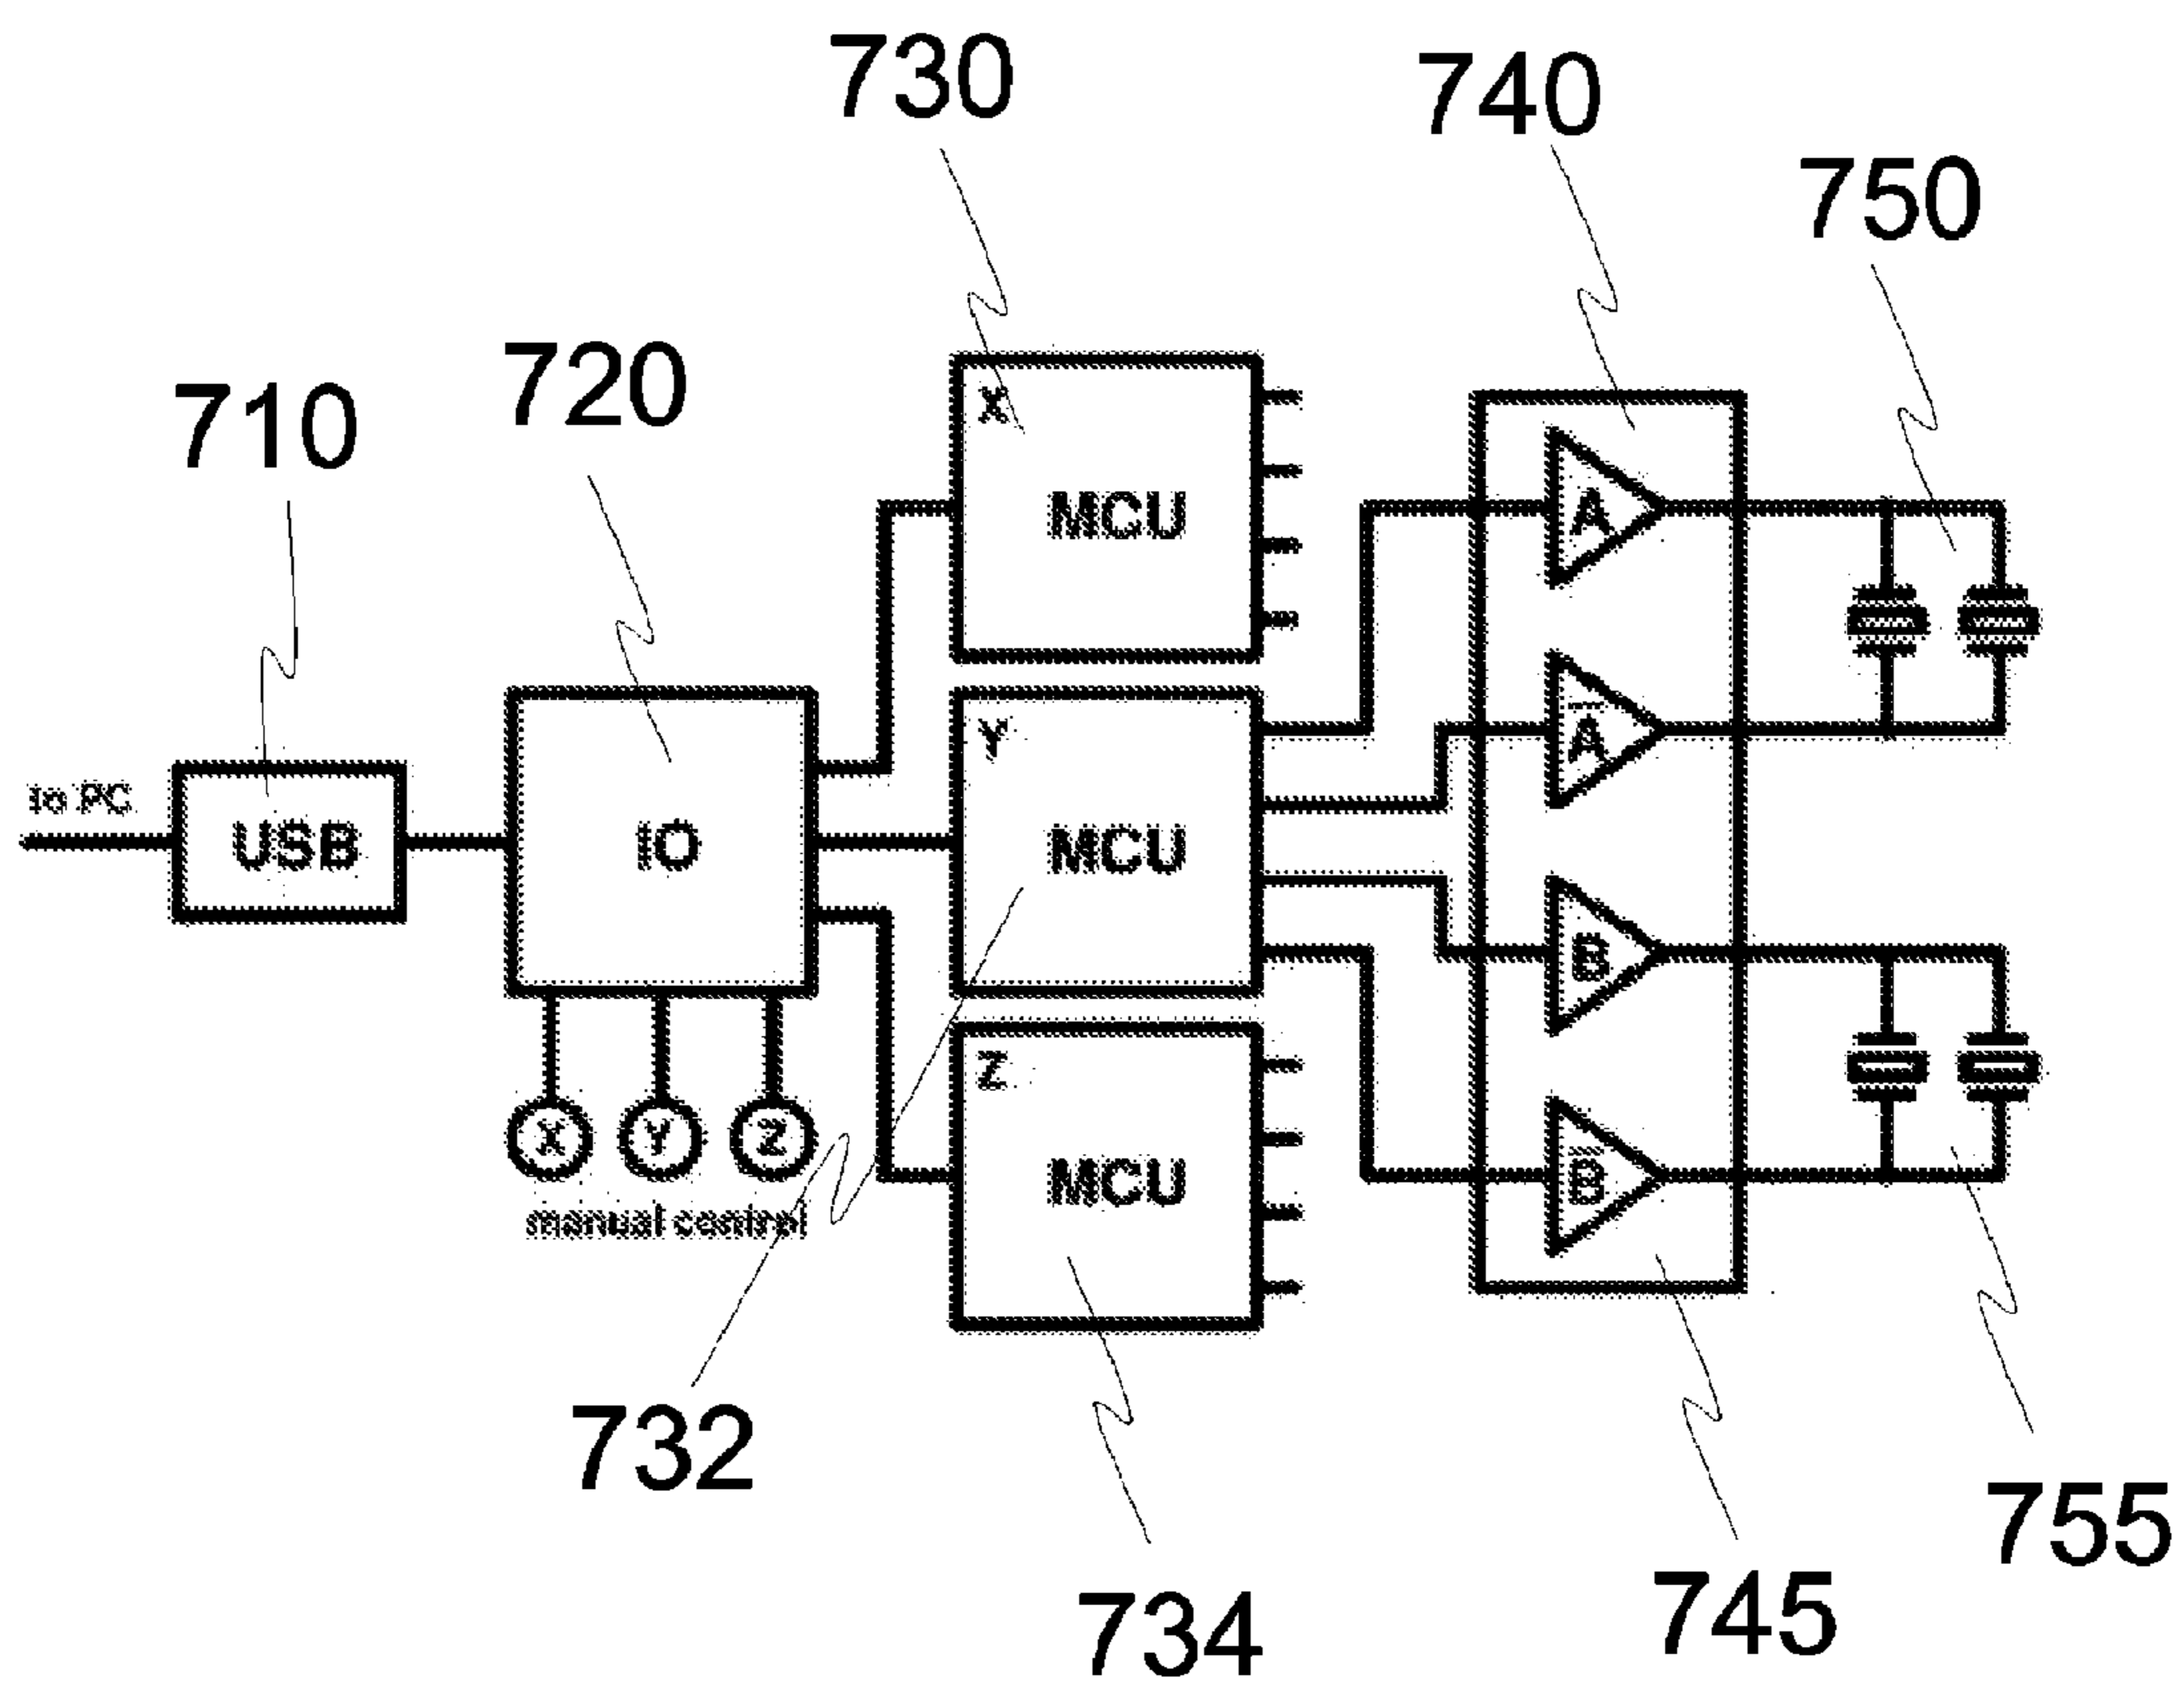 730
740
750
720
710
X
MCU
A
A̅
Y
MCU
to PC
USB
IO
B
B̅
Z
MCU
X Y Z
manual control
732
734
745
755